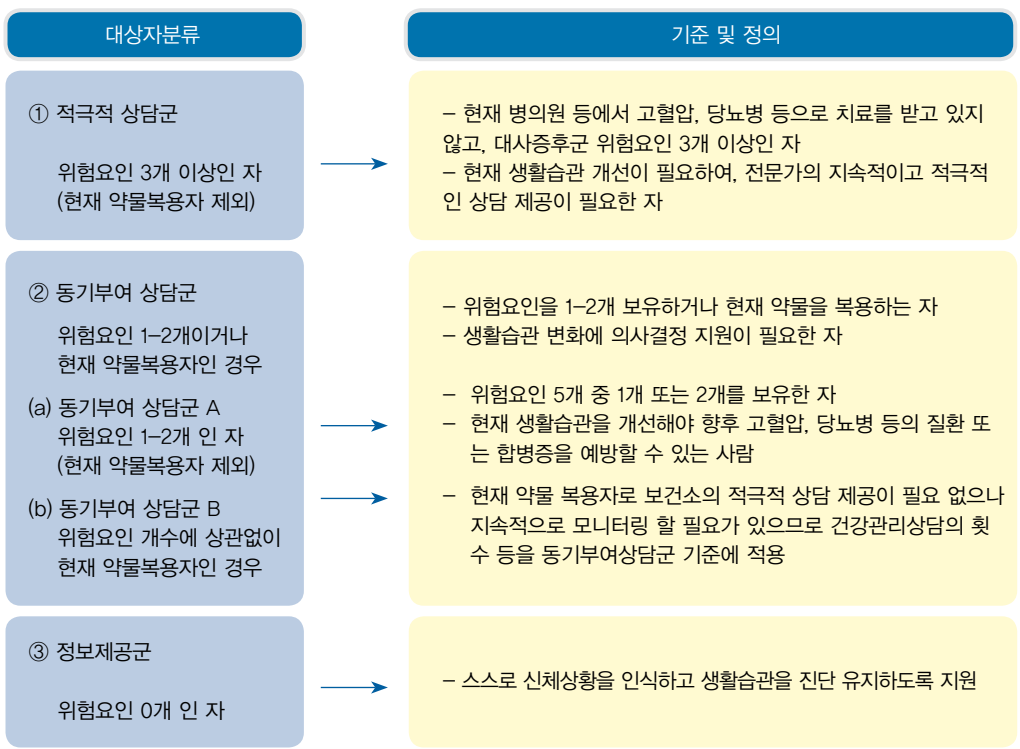 대상자분류
기준 및 정의
① 적극적 상담군
위험요인 3개 이상인 자
(현재 약물복용자 제외)
– 현재 병의원 등에서 고혈압, 당뇨병 등으로 치료를 받고 있지
않고, 대사증후군 위험요인 3개 이상인 자
– 현재 생활습관 개선이 필요하여, 전문가의 지속적이고 적극적
인 상담 제공이 필요한 자
② 동기부여 상담군
위험요인 1–2개이거나
현재 약물복용자인 경우
(a) 동기부여 상담군 A
위험요인 1–2개 인 자
(현재 약물복용자 제외)
(b) 동기부여 상담군 B
위험요인 개수에 상관없이
현재 약물복용자인 경우
– 위험요인을 1–2개 보유하거나 현재 약물을 복용하는 자
– 생활습관 변화에 의사결정 지원이 필요한 자
– 위험요인 5개 중 1개 또는 2개를 보유한 자
– 현재 생활습관을 개선해야 향후 고혈압, 당뇨병 등의 질환 또
는 합병증을 예방할 수 있는 사람
– 현재 약물 복용자로 보건소의 적극적 상담 제공이 필요 없으나
지속적으로 모니터링 할 필요가 있으므로 건강관리상담의 횟
수 등을 동기부여상담군 기준에 적용
③ 정보제공군
위험요인 0개 인 자
– 스스로 신체상황을 인식하고 생활습관을 진단 유지하도록 지원